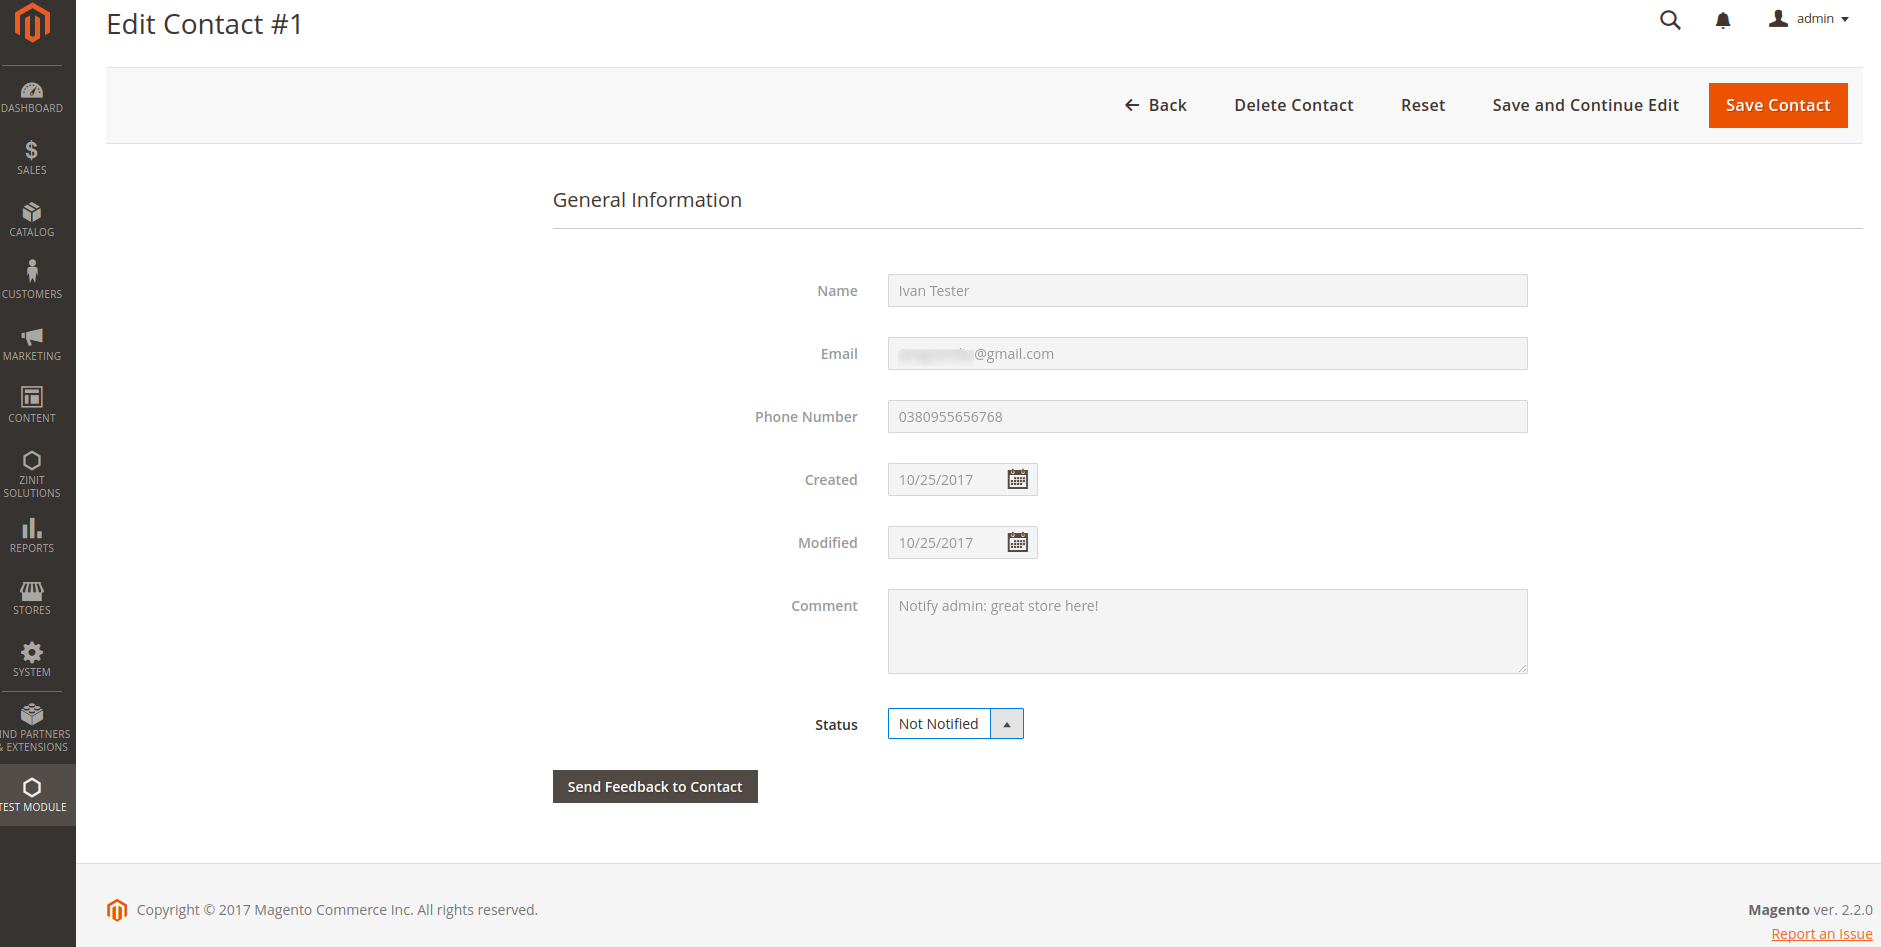 Edit Contact #1
admin
Back
Delete Contact
Reset
Save and Continue Edit
Save Contact
DASHBOARD
SALES
CATALOG
CUSTOMERS
MARKETING
CONTENT
ZINIT
SOLUTIONS
REPORTS
STORES
SYSTEM
IND PARTNERS
& EXTENSIONS
TEST MODULE
General Information
Name
Ivan Tester
Email
@gmail.com
Phone Number
0380955656768
Created
10/25/2017
Modified
10/25/2017
Comment
Notify admin: great store here!
Status
Not Notified
Send Feedback to Contact
Copyright © 2017 Magento Commerce Inc. All rights reserved.
Magento ver. 2.2.0
Report an Issue